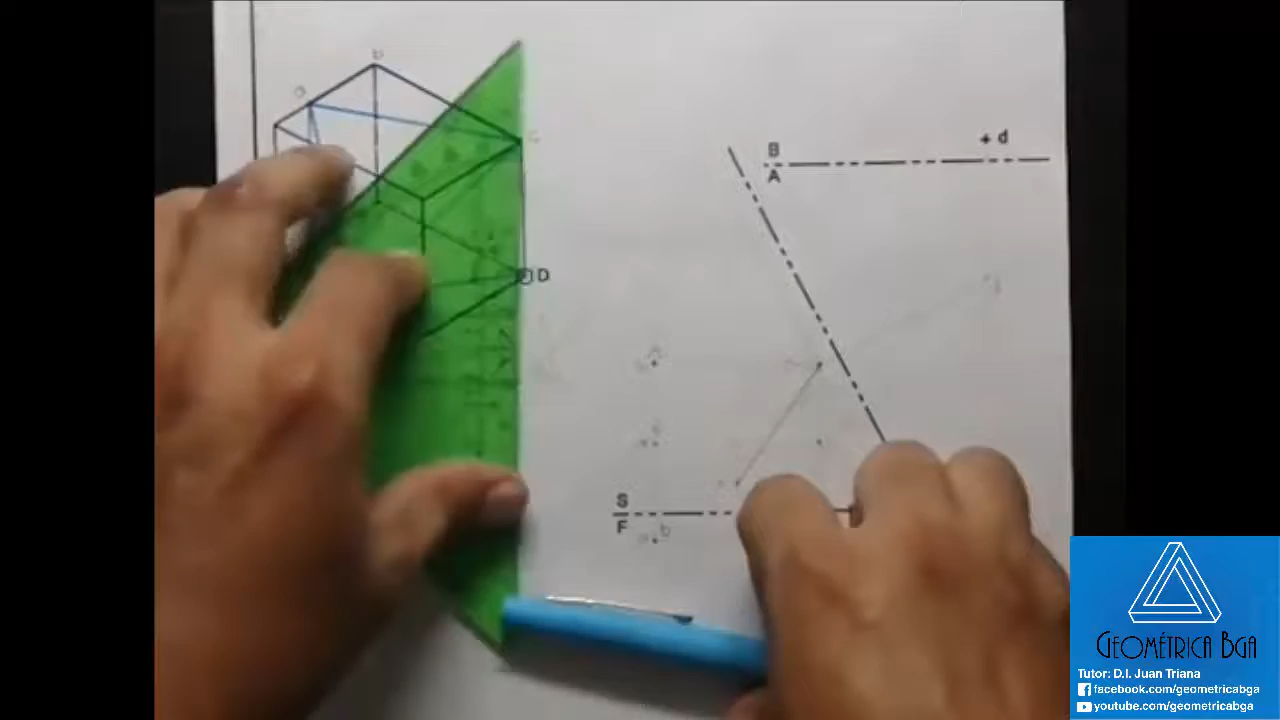 B
A
+ d
D
S
F
b
GEOMÉTRICA BGA
Tutor: D.I. Juan Triana
facebook.com/geometricabga
youtube.com/geometricabga